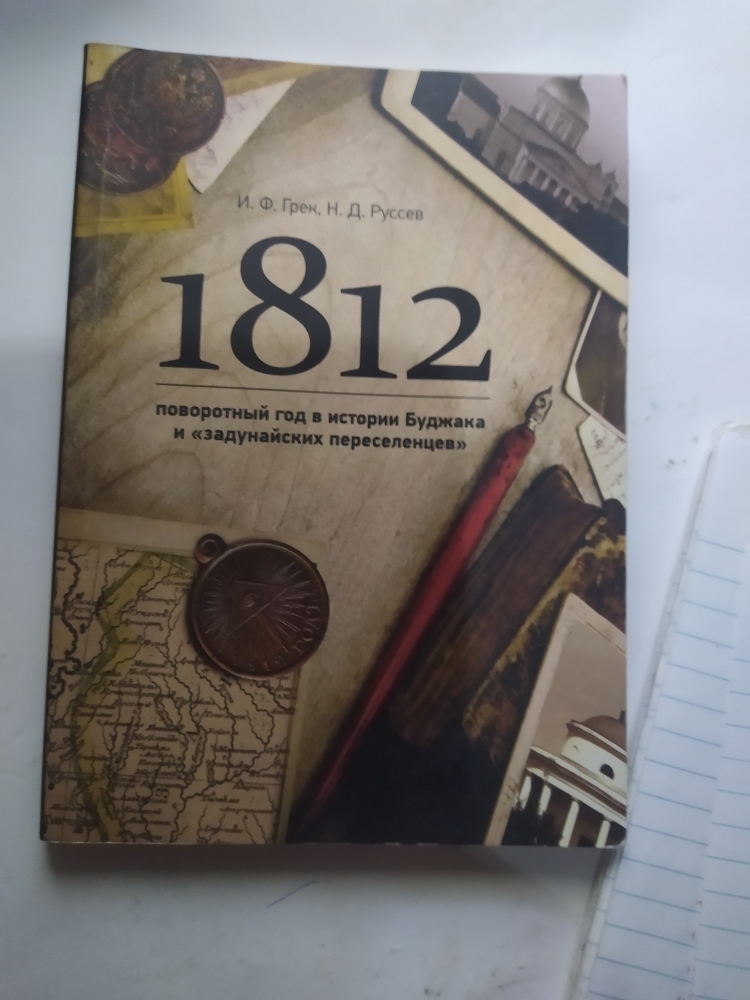 И. Ф. Грек, Н. Д. Руссев
1812
поворотный год в истории Буджака
и «задунайских переселенцев»